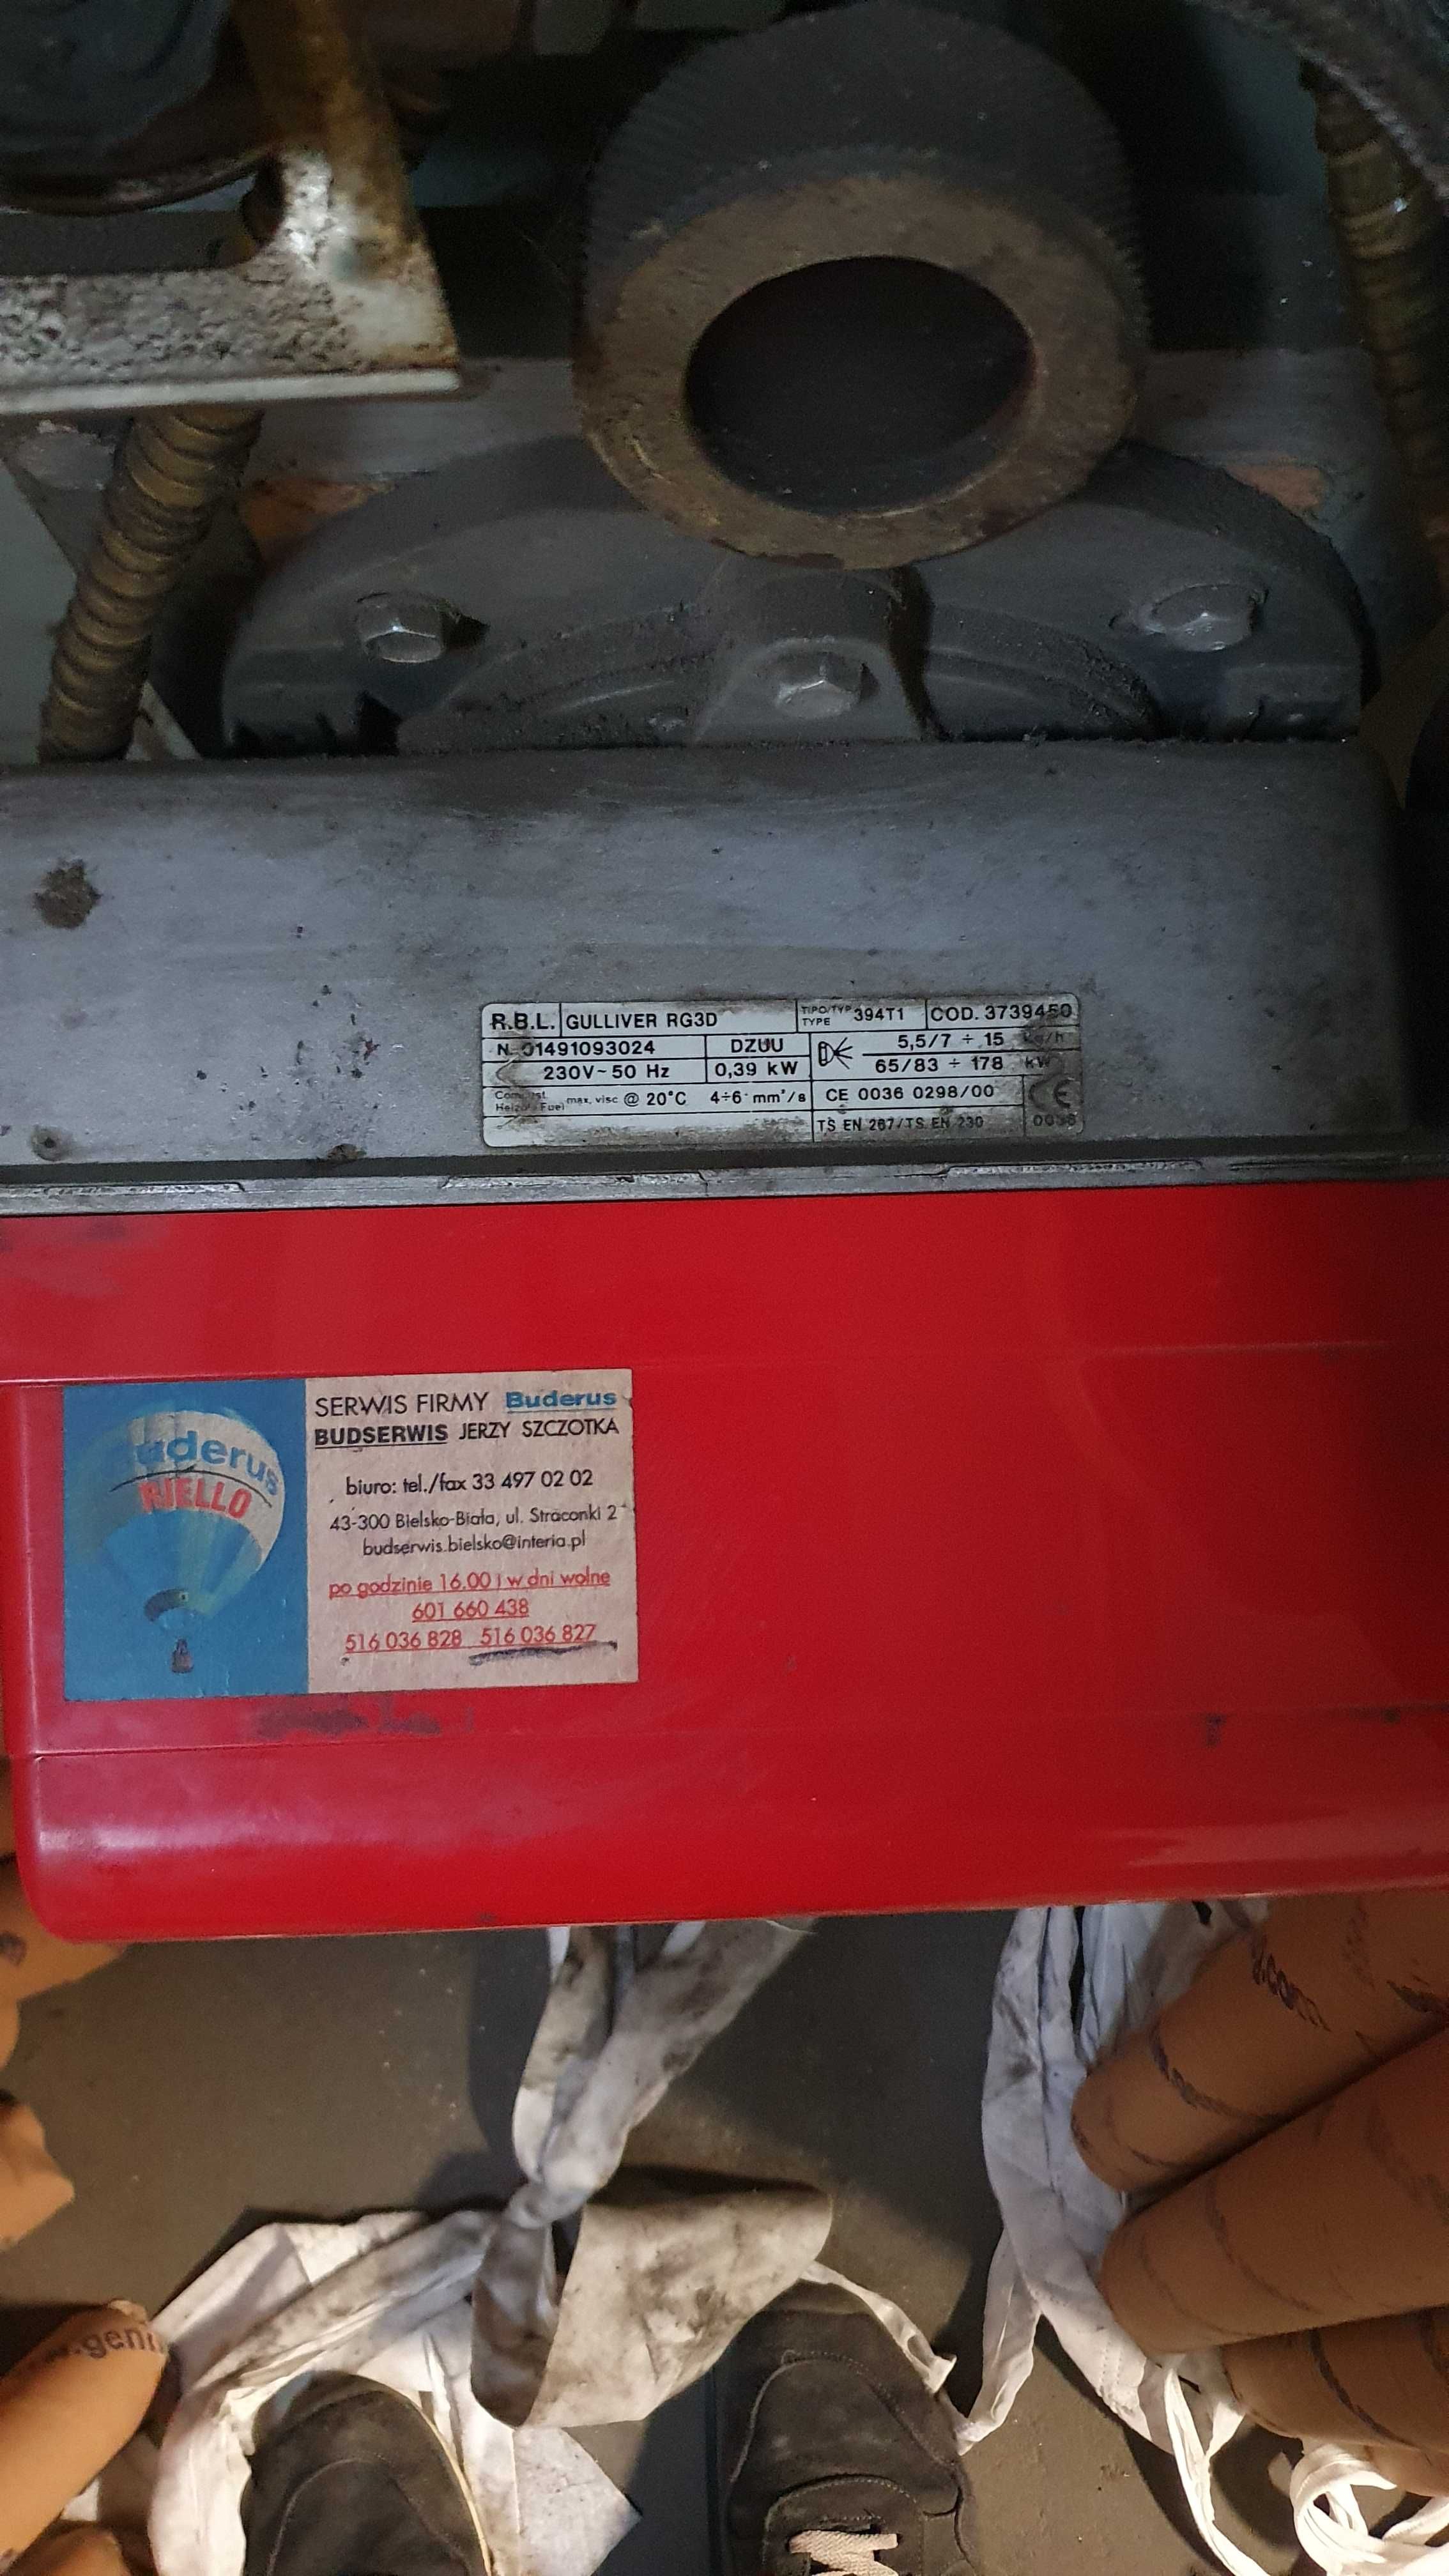 R.B.L. GULLIVER RG3D TIPO/TYP TYPE 394T1 COD. 3739450
N. 01491093024 DZUU 5,5/7 ÷ 15 kg/h
230V~50 Hz 0,39 kW 65/83 ÷ 178 kW
max. visc @ 20°C 4÷6 mm²/s CE 0036 0298/00 CE
TS EN 267/TS EN 230 0036
Buderus
RIELLO
SERWIS FIRMY Buderus
BUDSERWIS JERZY SZCZOTKA
biuro: tel./fax 33 497 02 02
43-300 Bielsko-Biała, ul. Straconki 2
budserwis.bielsko@interia.pl
po godzinie 16.00 i w dni wolne
601 660 438
516 036 828 516 036 827